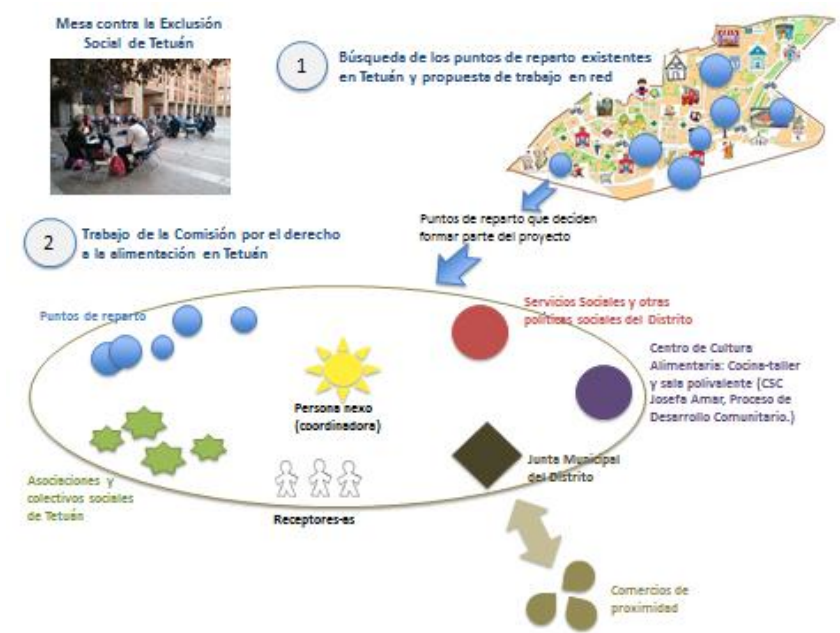 Mesa contra la Exclusión
Social de Tetuán
1
Búsqueda de los puntos de reparto existentes
en Tetuán y propuesta de trabajo en red
Puntos de reparto que deciden
formar parte del proyecto
2
Trabajo de la Comisión por el derecho
a la alimentación en Tetuán
Puntos de reparto
Servicios Sociales y otras
políticas sociales del Distrito
Centro de Cultura
Alimentaria: Cocina-taller
y sala polivalente (CSC
Josefa Amar, Proceso de
Desarrollo Comunitario.)
Persona nexo
(coordinadora)
Junta Municipal
del Distrito
Asociaciones y
colectivos sociales
de Tetuán
Receptores-as
Comercios de
proximidad